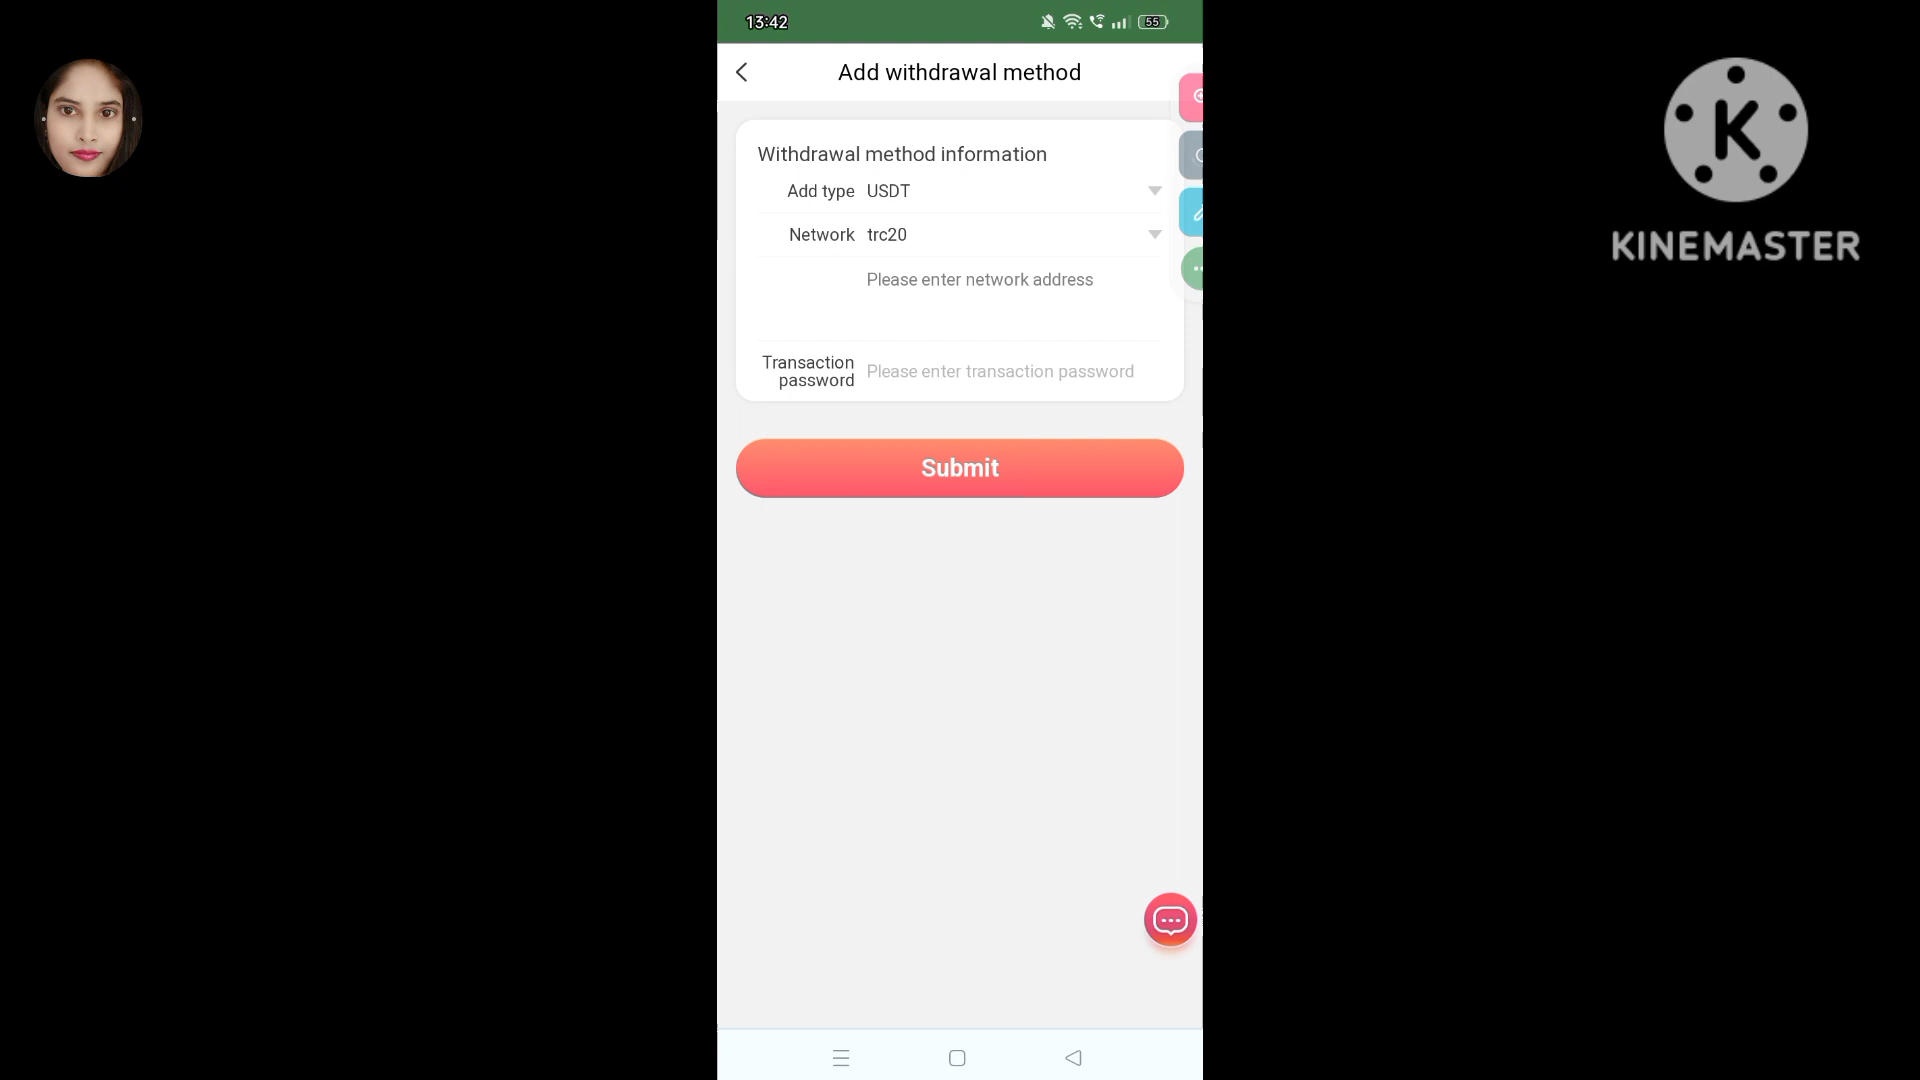 13:42
55
Add withdrawal method
Withdrawal method information
Add type USDT
Network trc20
Please enter network address
Transaction password Please enter transaction password
Submit
K
KINEMASTER